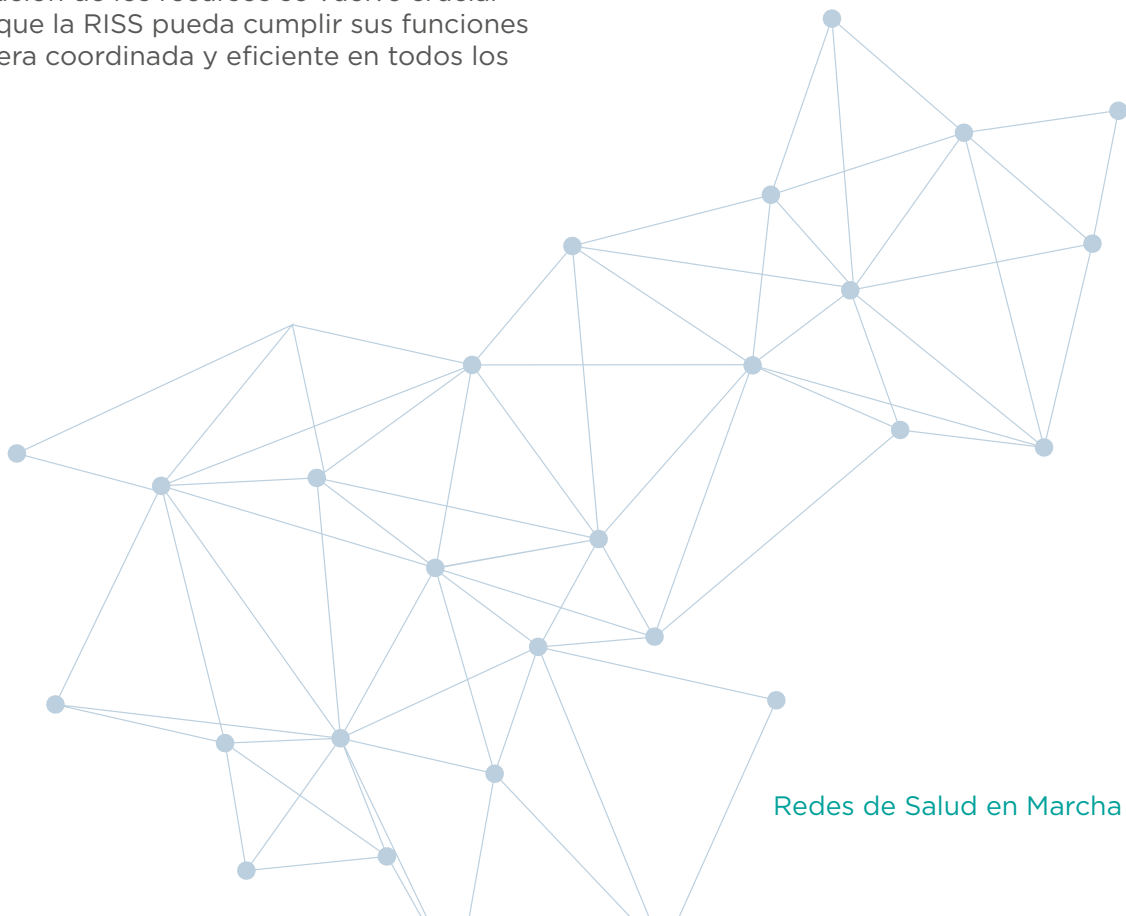 que la RISS pueda cumplir sus funciones
era coordinada y eficiente en todos los
Redes de Salud en Marcha